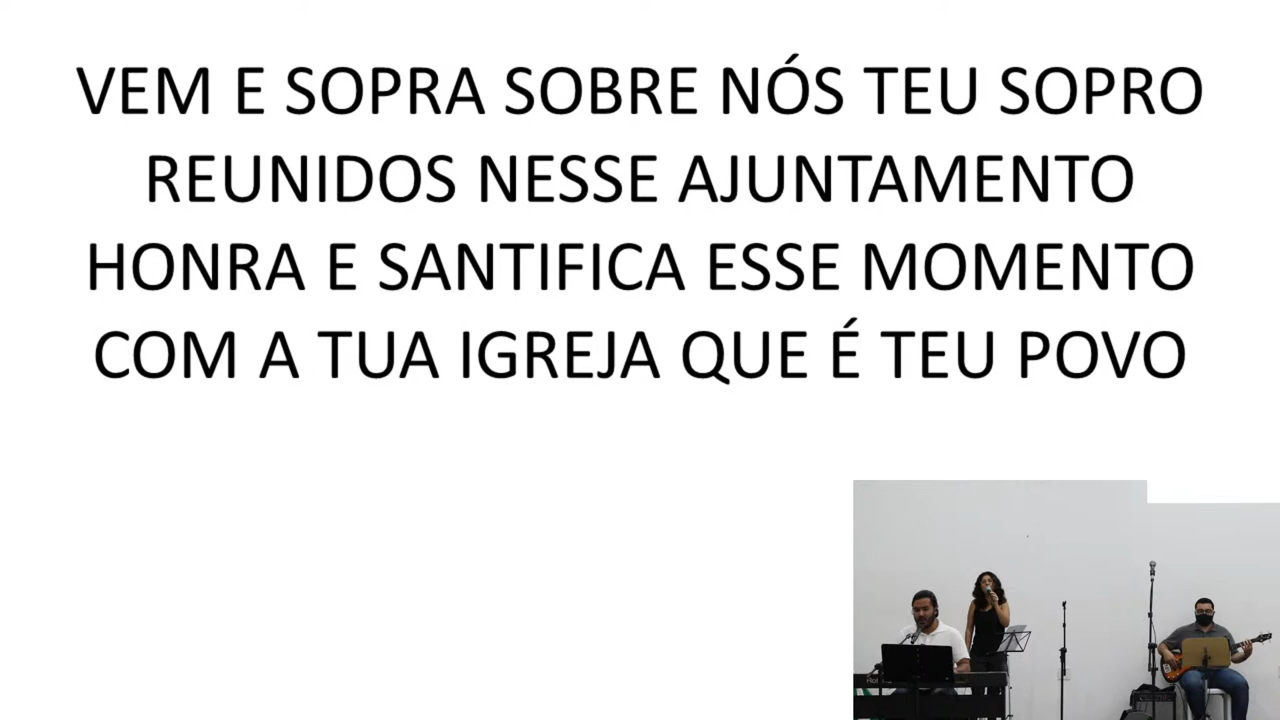 VEM E SOPRA SOBRE NÓS TEU SOPRO
REUNIDOS NESSE AJUNTAMENTO
HONRA E SANTIFICA ESSE MOMENTO
COM A TUA IGREJA QUE É TEU POVO